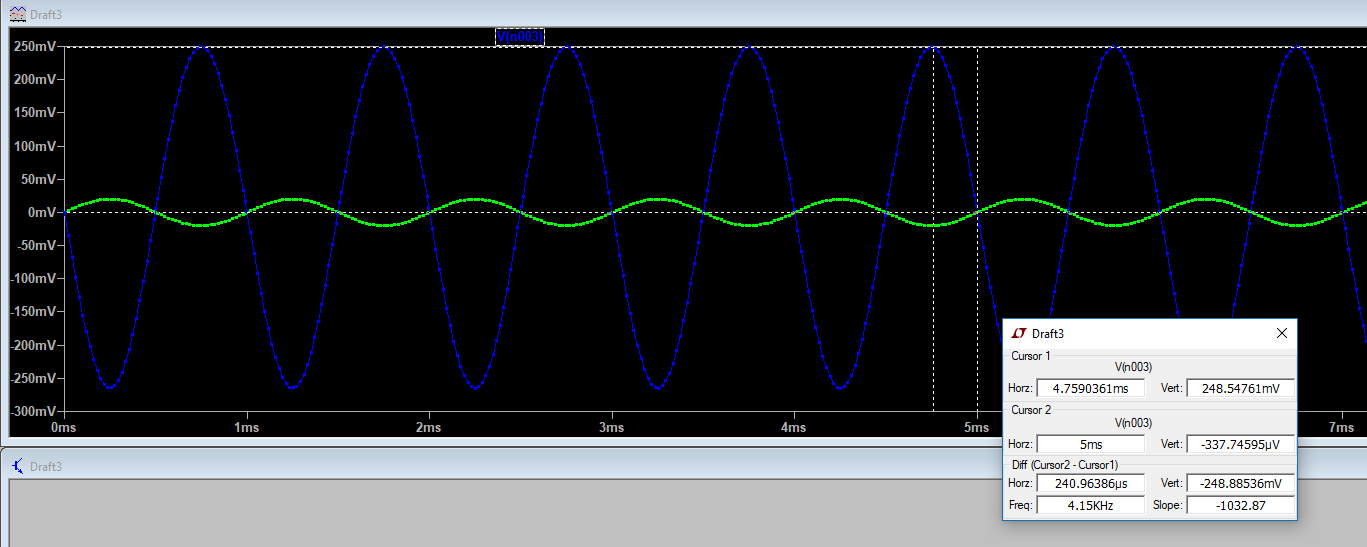 Draft3
V(n003)
250mV
200mV
150mV
100mV
50mV
0mV
-50mV
-100mV
-150mV
-200mV
-250mV
-300mV
0ms 1ms 2ms 3ms 4ms 5ms 7ms
Draft3
Cursor 1
V(n003)
Horz: 4.7590361ms Vert: 248.54761mV
Cursor 2
V(n003)
Horz: 5ms Vert: -337.74595µV
Diff (Cursor2 - Cursor1)
Horz: 240.96386µs Vert: -248.88536mV
Freq: 4.15KHz Slope: -1032.87
Draft3